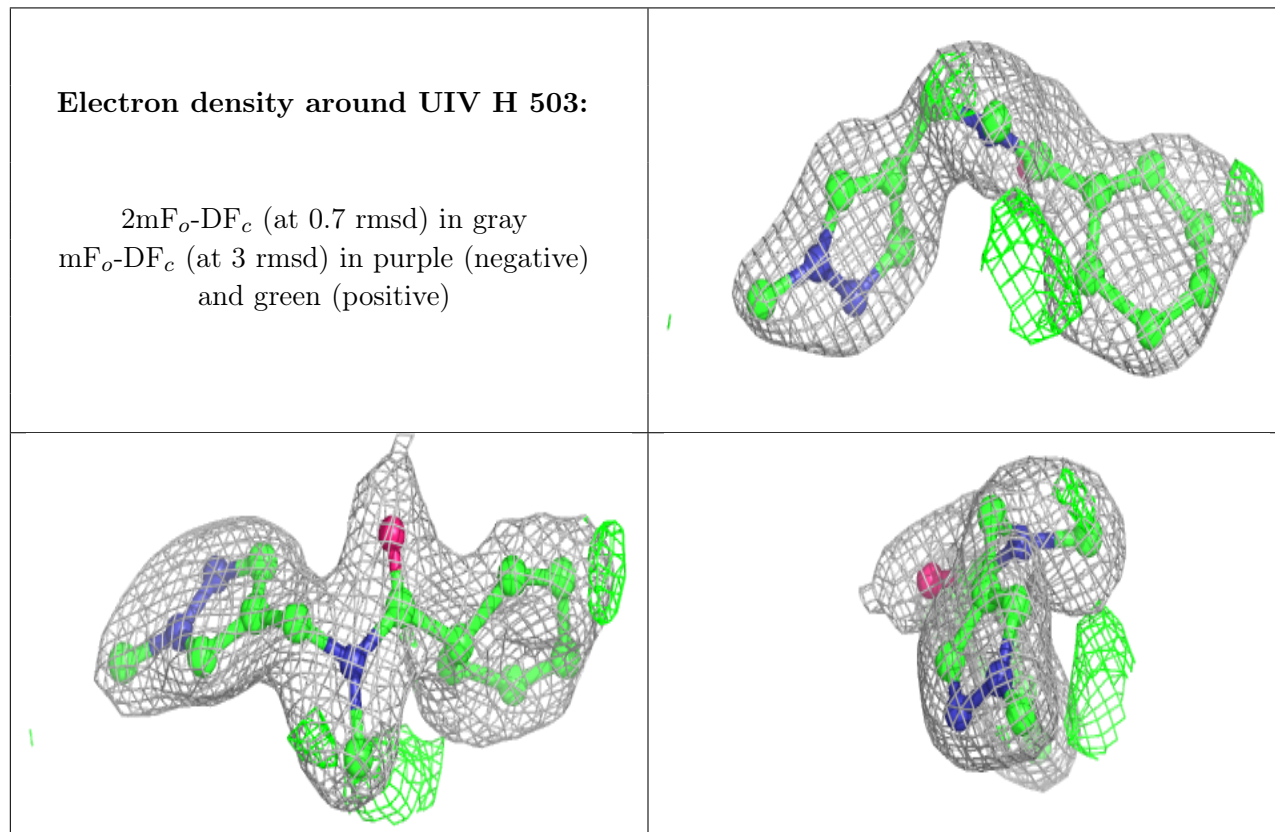 Electron density around UIV H 503:
2mFo-DFc (at 0.7 rmsd) in gray
mFo-DFc (at 3 rmsd) in purple (negative)
and green (positive)